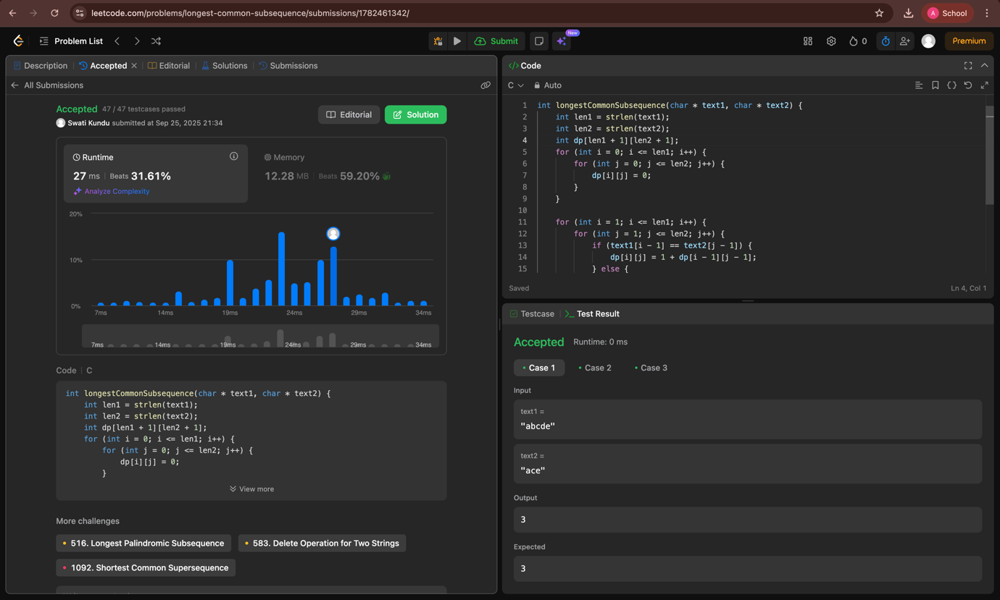 leetcode.com/problems/longest-common-subsequence/submissions/1782461342/
A School
Problem List
Submit
New
0
Premium
Description
Accepted
Editorial
Solutions
Submissions
All Submissions
Accepted 47 / 47 testcases passed
Swati Kundu submitted at Sep 25, 2025 21:34
Editorial
Solution
Runtime
27 ms | Beats 31.61%
Analyze Complexity
Memory
12.28 MB | Beats 59.20%
20%
10%
0%
7ms 14ms 19ms 24ms 29ms 34ms
7ms 14ms 19ms 24ms 29ms 34ms
Code | C
int longestCommonSubsequence(char * text1, char * text2) {
    int len1 = strlen(text1);
    int len2 = strlen(text2);
    int dp[len1 + 1][len2 + 1];
    for (int i = 0; i <= len1; i++) {
        for (int j = 0; j <= len2; j++) {
            dp[i][j] = 0;
        }
View more
More challenges
516. Longest Palindromic Subsequence
583. Delete Operation for Two Strings
1092. Shortest Common Supersequence
</> Code
C
Auto
1 int longestCommonSubsequence(char * text1, char * text2) {
2     int len1 = strlen(text1);
3     int len2 = strlen(text2);
4     int dp[len1 + 1][len2 + 1];
5     for (int i = 0; i <= len1; i++) {
6         for (int j = 0; j <= len2; j++) {
7             dp[i][j] = 0;
8         }
9     }
10
11     for (int i = 1; i <= len1; i++) {
12         for (int j = 1; j <= len2; j++) {
13             if (text1[i - 1] == text2[j - 1]) {
14                 dp[i][j] = 1 + dp[i - 1][j - 1];
15             } else {
Saved
Ln 4, Col 1
Testcase
>_ Test Result
Accepted Runtime: 0 ms
• Case 1
• Case 2
• Case 3
Input
text1 =
"abcde"
text2 =
"ace"
Output
3
Expected
3